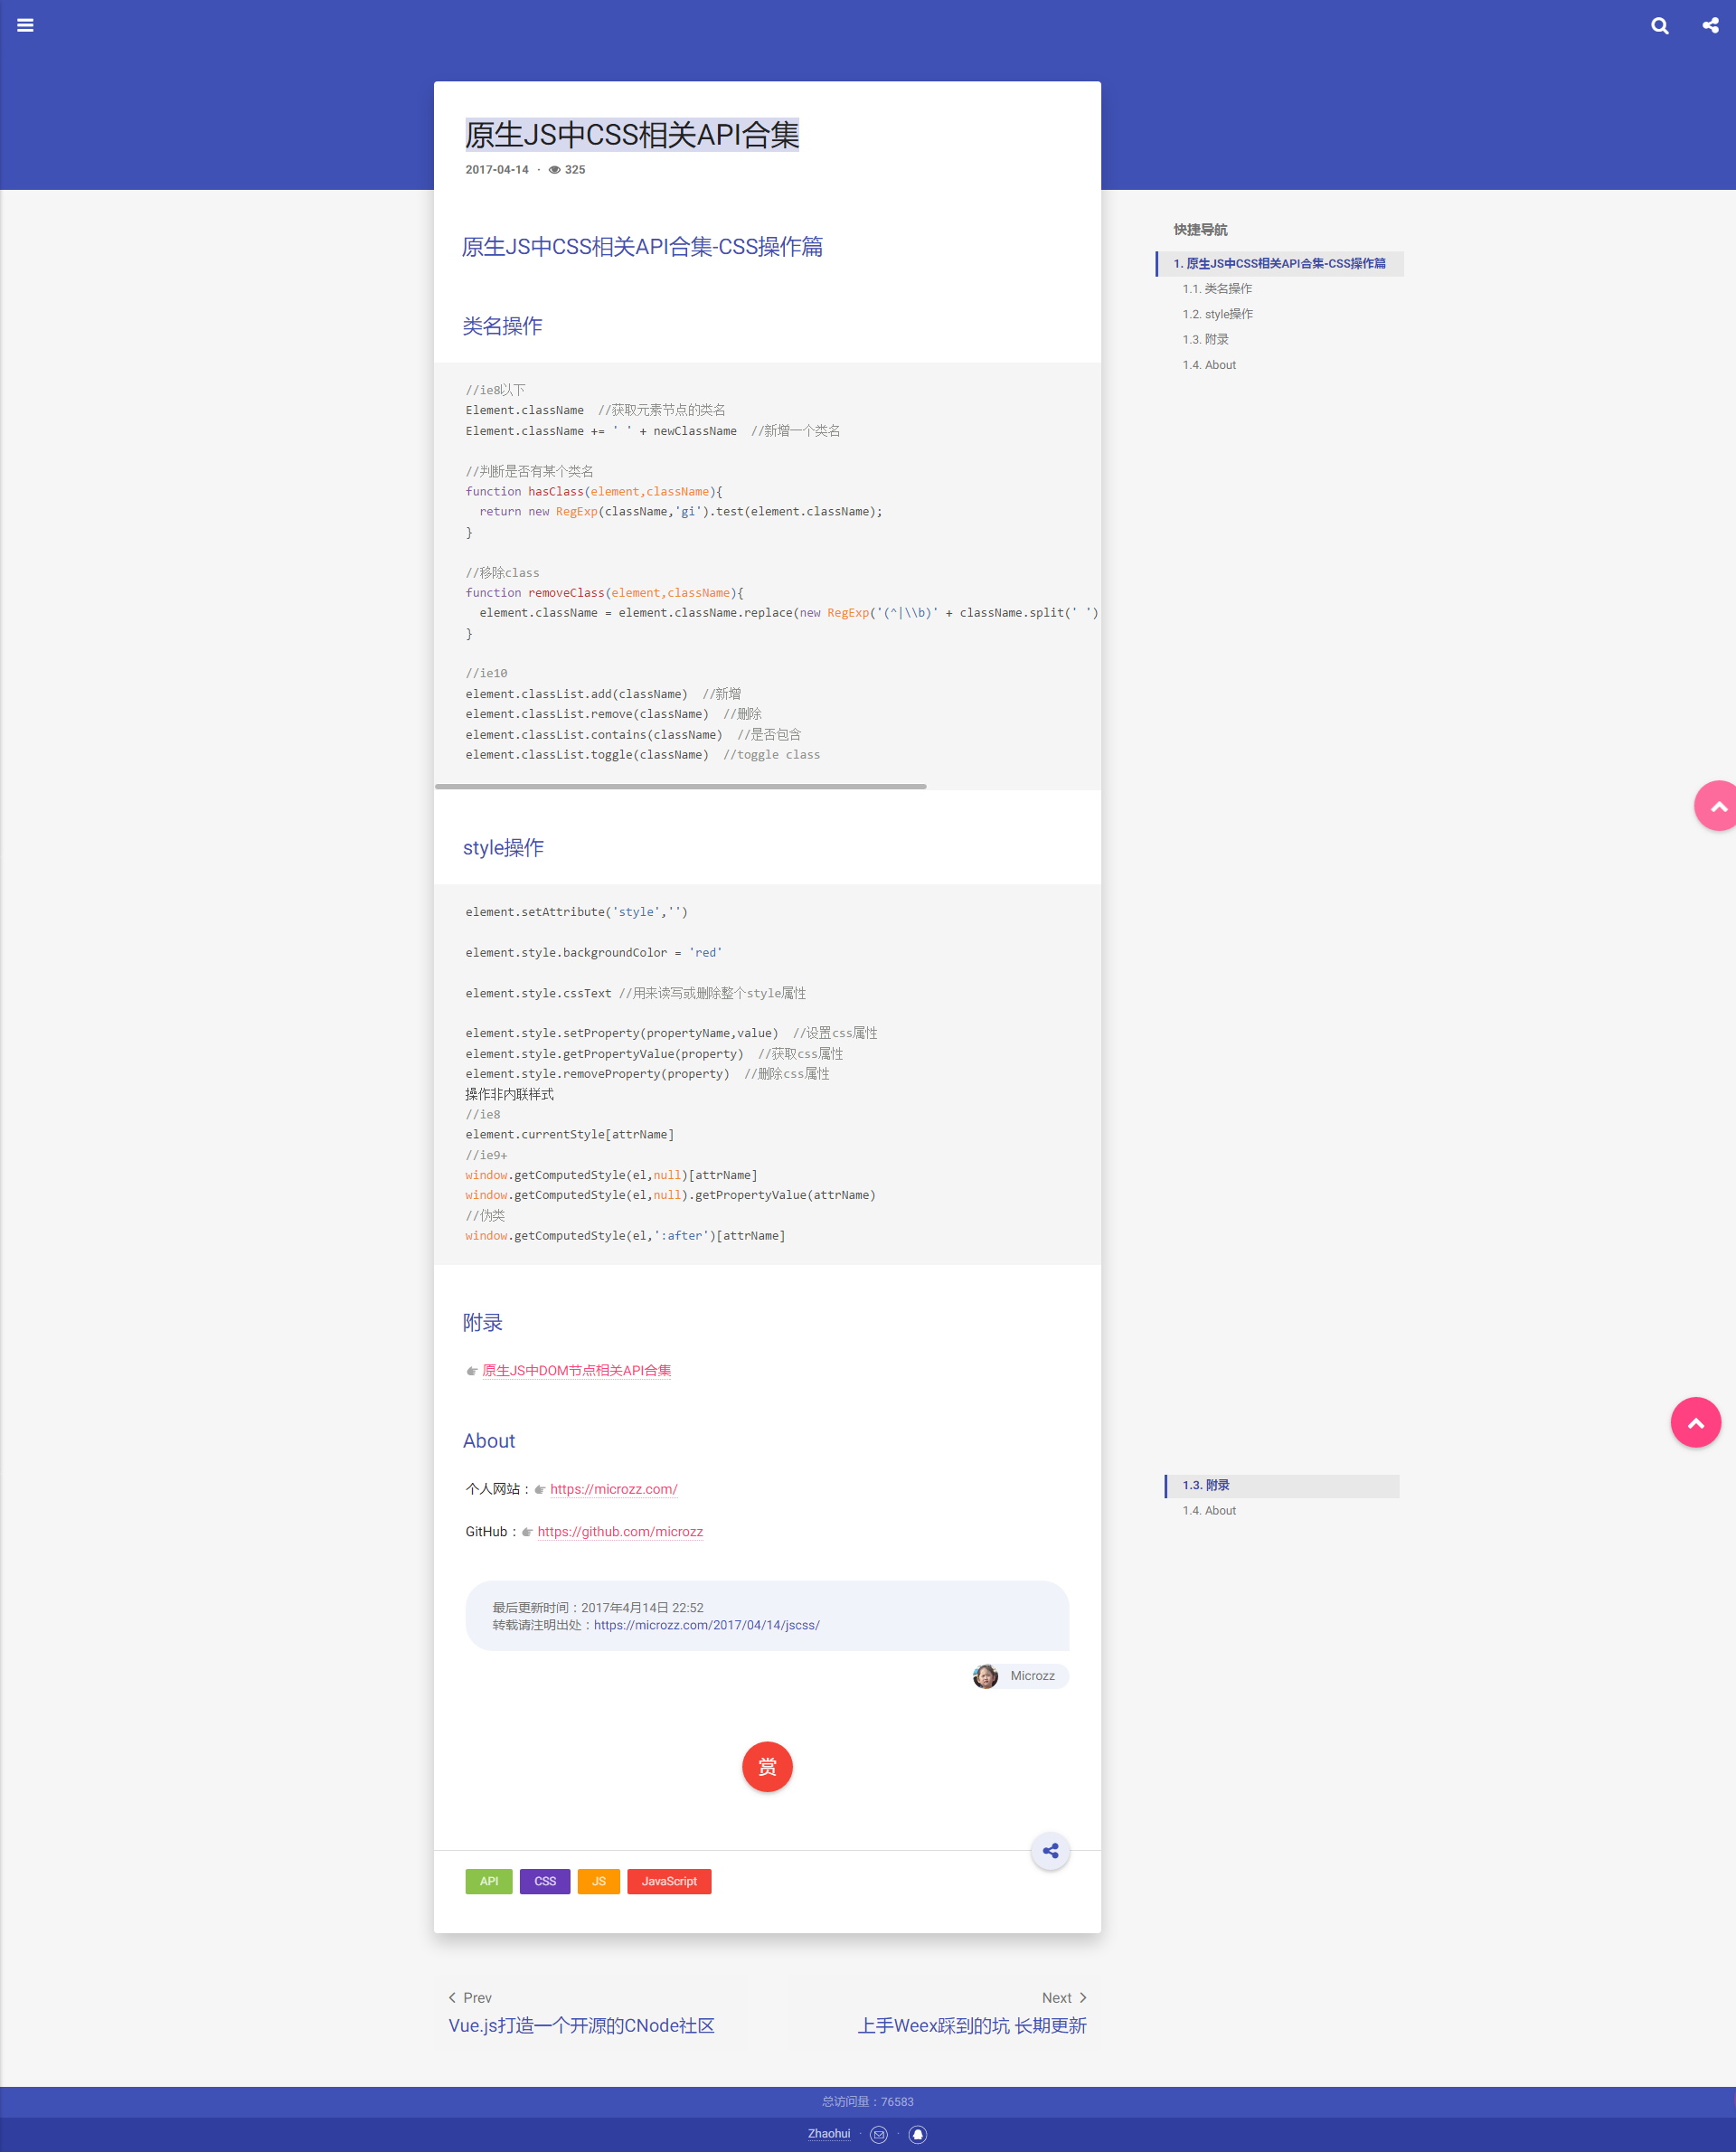 原生JS中CSS相关API合集
2017-04-14 · 325
原生JS中CSS相关API合集-CSS操作篇
类名操作
//ie8以下
Element.className  //获取元素节点的类名
Element.className += ' ' + newClassName  //新增一个类名
//判断是否有某个类名
function hasClass(element,className){
  return new RegExp(className,'gi').test(element.className);
}
//移除class
function removeClass(element,className){
  element.className = element.className.replace(new RegExp('(^|\\b)' + className.split(' ')
}
//ie10
element.classList.add(className)  //新增
element.classList.remove(className)  //删除
element.classList.contains(className)  //是否包含
element.classList.toggle(className)  //toggle class
style操作
element.setAttribute('style','')
element.style.backgroundColor = 'red'
element.style.cssText //用来读写或删除整个style属性
element.style.setProperty(propertyName,value)  //设置css属性
element.style.getPropertyValue(property)  //获取css属性
element.style.removeProperty(property)  //删除css属性
操作非内联样式
//ie8
element.currentStyle[attrName]
//ie9+
window.getComputedStyle(el,null)[attrName]
window.getComputedStyle(el,null).getPropertyValue(attrName)
//伪类
window.getComputedStyle(el,':after')[attrName]
附录
原生JS中DOM节点相关API合集
About
个人网站：https://microzz.com/
GitHub：https://github.com/microzz
最后更新时间：2017年4月14日 22:52
转载请注明出处：https://microzz.com/2017/04/14/jscss/
Microzz
赏
API CSS JS JavaScript
快捷导航
1. 原生JS中CSS相关API合集-CSS操作篇
1.1. 类名操作
1.2. style操作
1.3. 附录
1.4. About
1.3. 附录
1.4. About
Prev
Vue.js打造一个开源的CNode社区
Next
上手Weex踩到的坑 长期更新
总访问量：76583
Zhaohui · ·